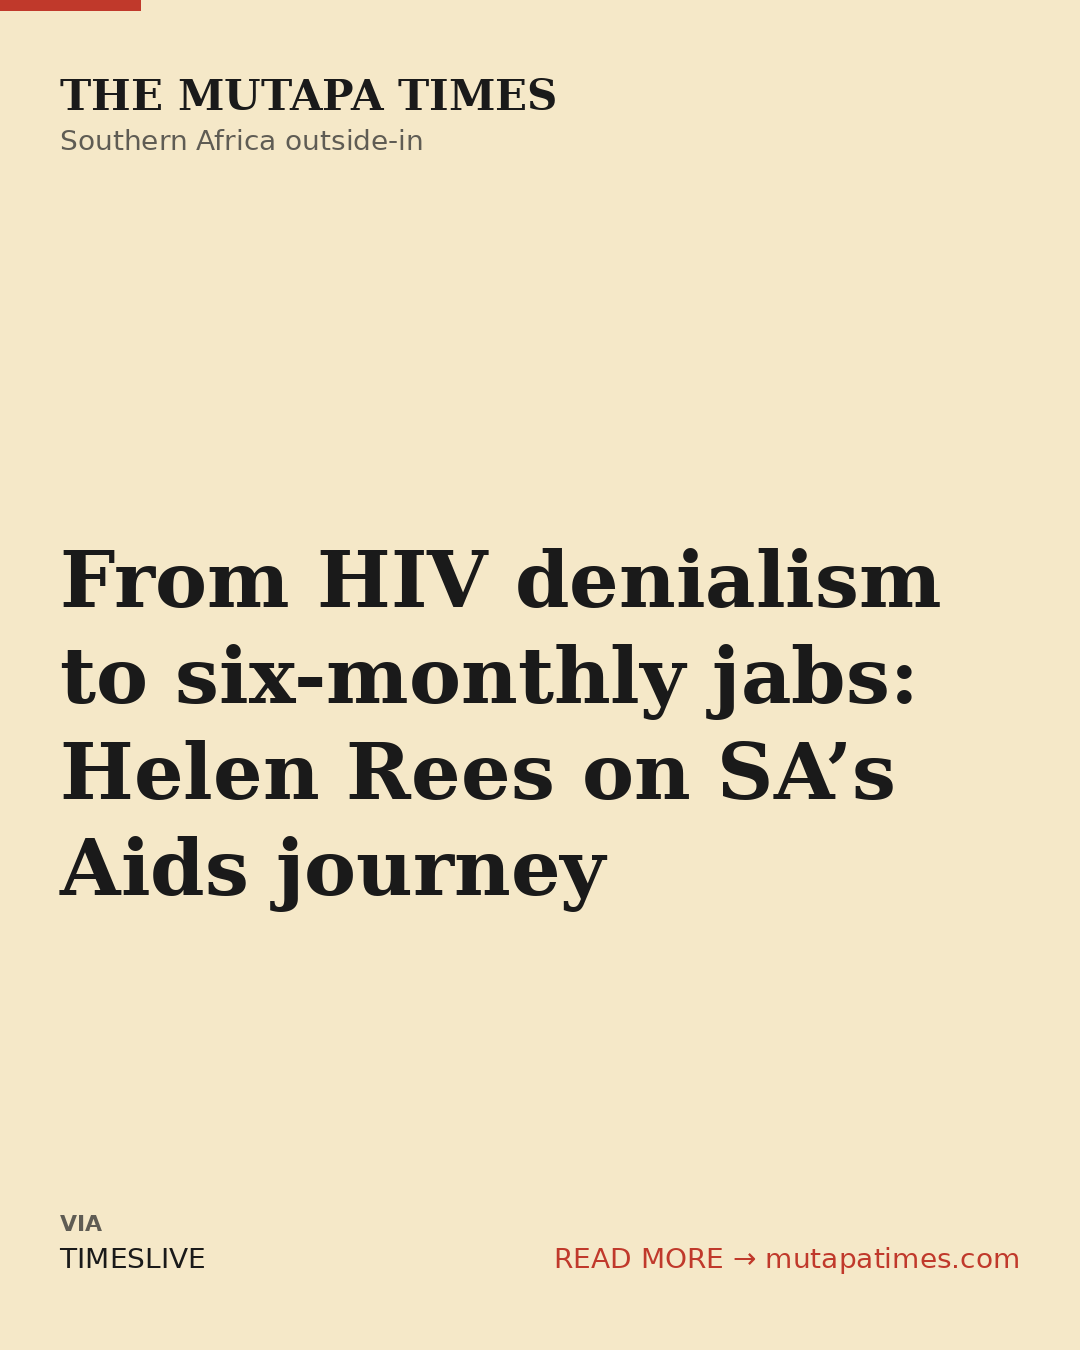 THE MUTAPA TIMES
Southern Africa outside-in
From HIV denialism
to six-monthly jabs:
Helen Rees on SA’s
Aids journey
VIA
TIMESLIVE
READ MORE → mutapatimes.com